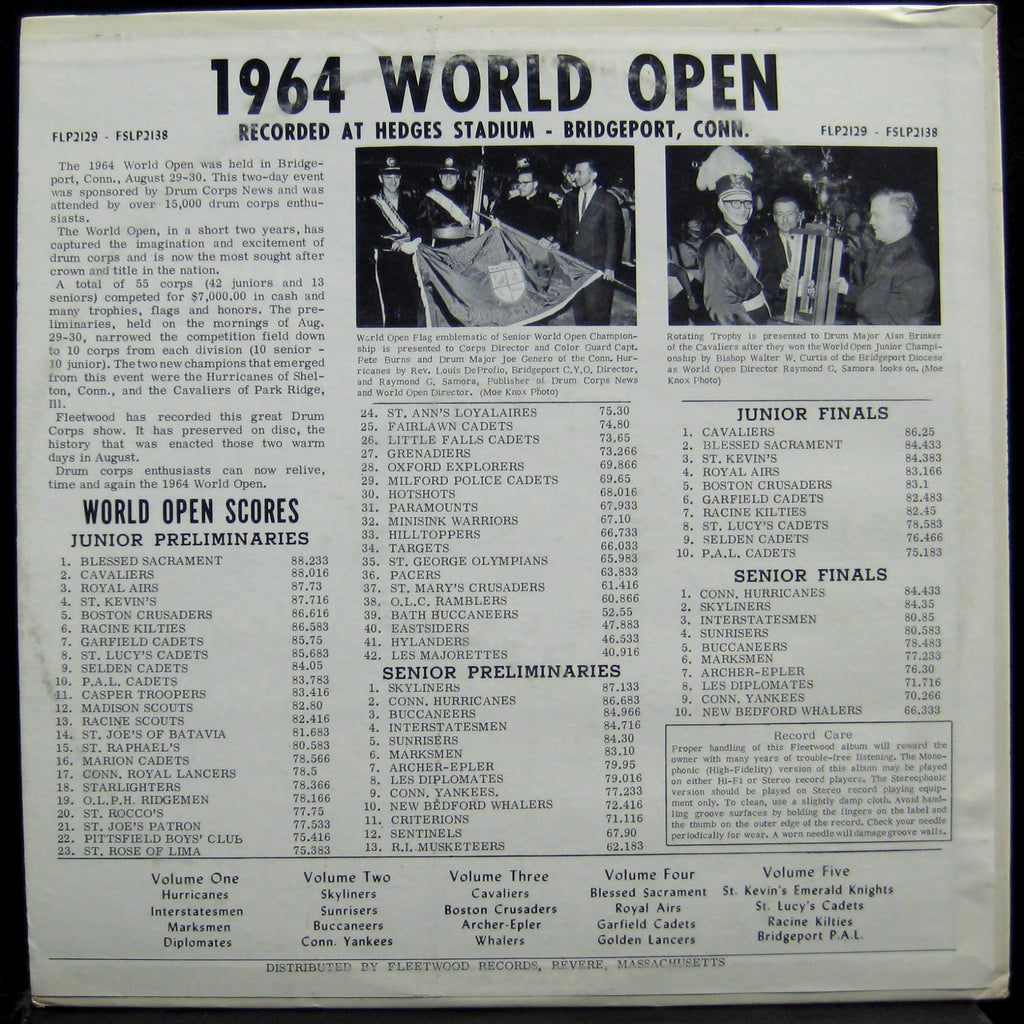 1964 WORLD OPEN
RECORDED AT HEDGES STADIUM - BRIDGEPORT, CONN.
FLP2129 - FSLP2138
FLP2129 - FSLP2138
The 1964 World Open was held in Bridge-
port, Conn., August 29-30. This two-day event
was sponsored by Drum Corps News and was
attended by over 15,000 drum corps enthu-
siasts.
The World Open, in a short two years, has
captured the imagination and excitement of
drum corps and is now the most sought after
crown and title in the nation.
A total of 55 corps (42 juniors and 13
seniors) competed for $7,000.00 in cash and
many trophies, flags and honors. The pre-
liminaries, held on the mornings of Aug.
29-30, narrowed the competition field down
to 10 corps from each division (10 senior -
10 junior). The two new champions that emerged
from this event were the Hurricanes of Shel-
ton, Conn., and the Cavaliers of Park Ridge,
Ill.
Fleetwood has recorded this great Drum
Corps show. It has preserved on disc, the
history that was enacted those two warm
days in August.
Drum corps enthusiasts can now relive,
time and again the 1964 World Open.
WORLD OPEN SCORES
JUNIOR PRELIMINARIES
1. BLESSED SACRAMENT 88.233
2. CAVALIERS 88.016
3. ROYAL AIRS 87.73
4. ST. KEVIN'S 87.716
5. BOSTON CRUSADERS 86.616
6. RACINE KILTIES 86.583
7. GARFIELD CADETS 85.75
8. ST. LUCY'S CADETS 85.683
9. SELDEN CADETS 84.05
10. P.A.L. CADETS 83.783
11. CASPER TROOPERS 83.416
12. MADISON SCOUTS 82.80
13. RACINE SCOUTS 82.416
14. ST. JOE'S OF BATAVIA 81.683
15. ST. RAPHAEL'S 80.583
16. MARION CADETS 78.566
17. CONN. ROYAL LANCERS 78.5
18. STARLIGHTERS 78.366
19. O.L.P.H. RIDGEMEN 78.166
20. ST. ROCCO'S 77.75
21. ST. JOE'S PATRON 77.533
22. PITTSFIELD BOYS' CLUB 75.416
23. ST. ROSE OF LIMA 75.383
World Open Flag emblematic of Senior World Open Champion-
ship is presented to Corps Director and Color Guard Capt.
Pete Burns and Drum Major Joe Genero of the Conn. Hur-
ricanes by Rev. Louis DeProfio, Bridgeport C.Y.O. Director,
and Raymond G. Samora, Publisher of Drum Corps News
and World Open Director. (Moe Knox Photo)
24. ST. ANN'S LOYALAIRES 75.30
25. FAIRLAWN CADETS 74.80
26. LITTLE FALLS CADETS 73.65
27. GRENADIERS 73.266
28. OXFORD EXPLORERS 69.866
29. MILFORD POLICE CADETS 69.65
30. HOTSHOTS 68.016
31. PARAMOUNTS 67.933
32. MINISINK WARRIORS 67.10
33. HILLTOPPERS 66.733
34. TARGETS 66.033
35. ST. GEORGE OLYMPIANS 65.983
36. PACERS 63.833
37. ST. MARY'S CRUSADERS 61.416
38. O.L.C. RAMBLERS 60.866
39. BATH BUCCANEERS 52.55
40. EASTSIDERS 47.883
41. HYLANDERS 46.533
42. LES MAJORETTES 40.916
SENIOR PRELIMINARIES
1. SKYLINERS 87.133
2. CONN. HURRICANES 86.683
3. BUCCANEERS 84.966
4. INTERSTATESMEN 84.716
5. SUNRISERS 84.30
6. MARKSMEN 83.10
7. ARCHER-EPLER 79.95
8. LES DIPLOMATES 79.016
9. CONN. YANKEES. 77.233
10. NEW BEDFORD WHALERS 72.416
11. CRITERIONS 71.116
12. SENTINELS 67.90
13. R.I. MUSKETEERS 62.183
Rotating Trophy is presented to Drum Major Alan Brinker
of the Cavaliers after they won the World Open Junior Champi-
onship by Bishop Walter W. Curtis of the Bridgeport Diocese
as World Open Director Raymond G. Samora looks on. (Moe
Knox Photo)
JUNIOR FINALS
1. CAVALIERS 86.25
2. BLESSED SACRAMENT 84.433
3. ST. KEVIN'S 84.383
4. ROYAL AIRS 83.166
5. BOSTON CRUSADERS 83.1
6. GARFIELD CADETS 82.483
7. RACINE KILTIES 82.45
8. ST. LUCY'S CADETS 78.583
9. SELDEN CADETS 76.466
10. P.A.L. CADETS 75.183
SENIOR FINALS
1. CONN. HURRICANES 84.433
2. SKYLINERS 84.35
3. INTERSTATESMEN 80.85
4. SUNRISERS 80.583
5. BUCCANEERS 78.483
6. MARKSMEN 77.233
7. ARCHER-EPLER 76.30
8. LES DIPLOMATES 71.716
9. CONN. YANKEES 70.266
10. NEW BEDFORD WHALERS 66.333
Record Care
Proper handling of this Fleetwood album will reward the
owner with many years of trouble-free listening. The Mono-
phonic (High-Fidelity) version of this album may be played
on either Hi-Fi or Stereo record players. The Stereophonic
version should be played on Stereo record playing equip-
ment only. To clean, use a slightly damp cloth. Avoid hand-
ling groove surfaces by holding the fingers on the label and
the thumb on the outer edge of the record. Check your needle
periodically for wear. A worn needle will damage groove walls.
Volume One
Hurricanes
Interstatesmen
Marksmen
Diplomates
Volume Two
Skyliners
Sunrisers
Buccaneers
Conn. Yankees
Volume Three
Cavaliers
Boston Crusaders
Archer-Epler
Whalers
Volume Four
Blessed Sacrament
Royal Airs
Garfield Cadets
Golden Lancers
Volume Five
St. Kevin's Emerald Knights
St. Lucy's Cadets
Racine Kilties
Bridgeport P.A.L.
DISTRIBUTED BY FLEETWOOD RECORDS, REVERE, MASSACHUSETTS